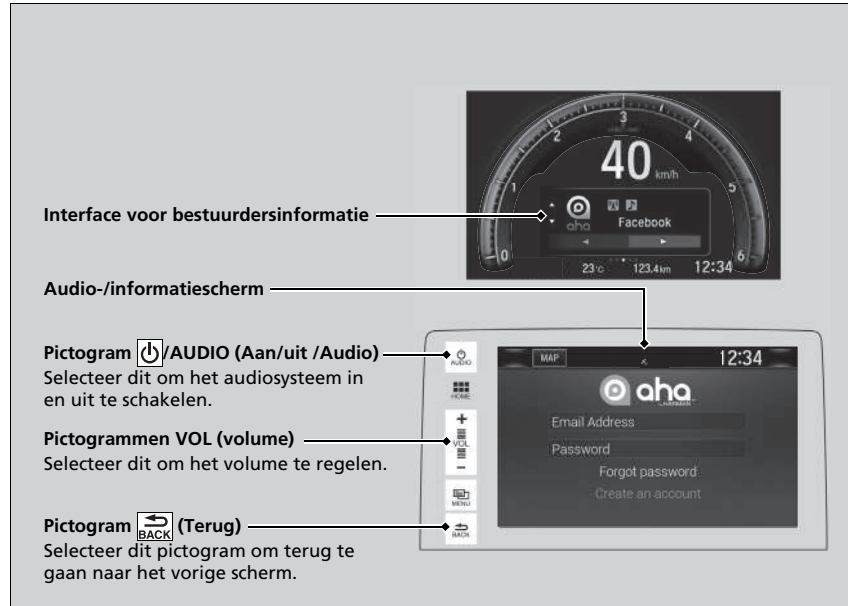 3
2
4
40 km/h
1
5
Interface voor bestuurdersinformatie
aha
Facebook
0
6
23°C
123.4 km
12:34
Audio-/informatiescherm
Pictogram /AUDIO (Aan/uit /Audio)
Selecteer dit om het audiosysteem in
en uit te schakelen.
Pictogrammen VOL (volume)
Selecteer dit om het volume te regelen.
Pictogram BACK (Terug)
Selecteer dit pictogram om terug te
gaan naar het vorige scherm.
AUDIO
HOME
+
VOL
–
MENU
BACK
MAP
12:34
aha
Email Address
Password
Forgot password
Create an account